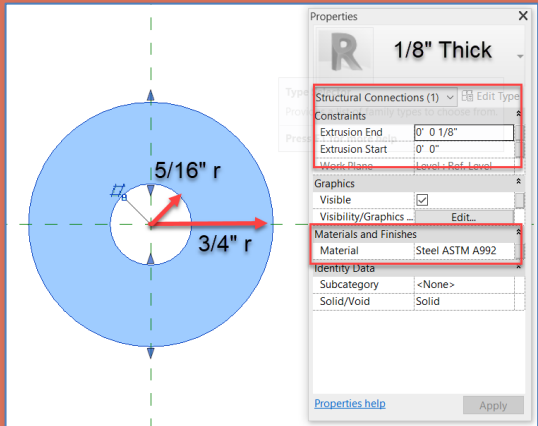 Properties
R
1/8" Thick
Structural Connections (1)
Edit Type
Constraints
Extrusion End 0' 0 1/8"
Extrusion Start 0' 0"
Work Plane Level : Ref. Level
Graphics
Visible
Visibility/Graphics ... Edit...
Materials and Finishes
Material Steel ASTM A992
Identity Data
Subcategory <None>
Solid/Void Solid
Properties help
Apply
5/16" r
3/4" r